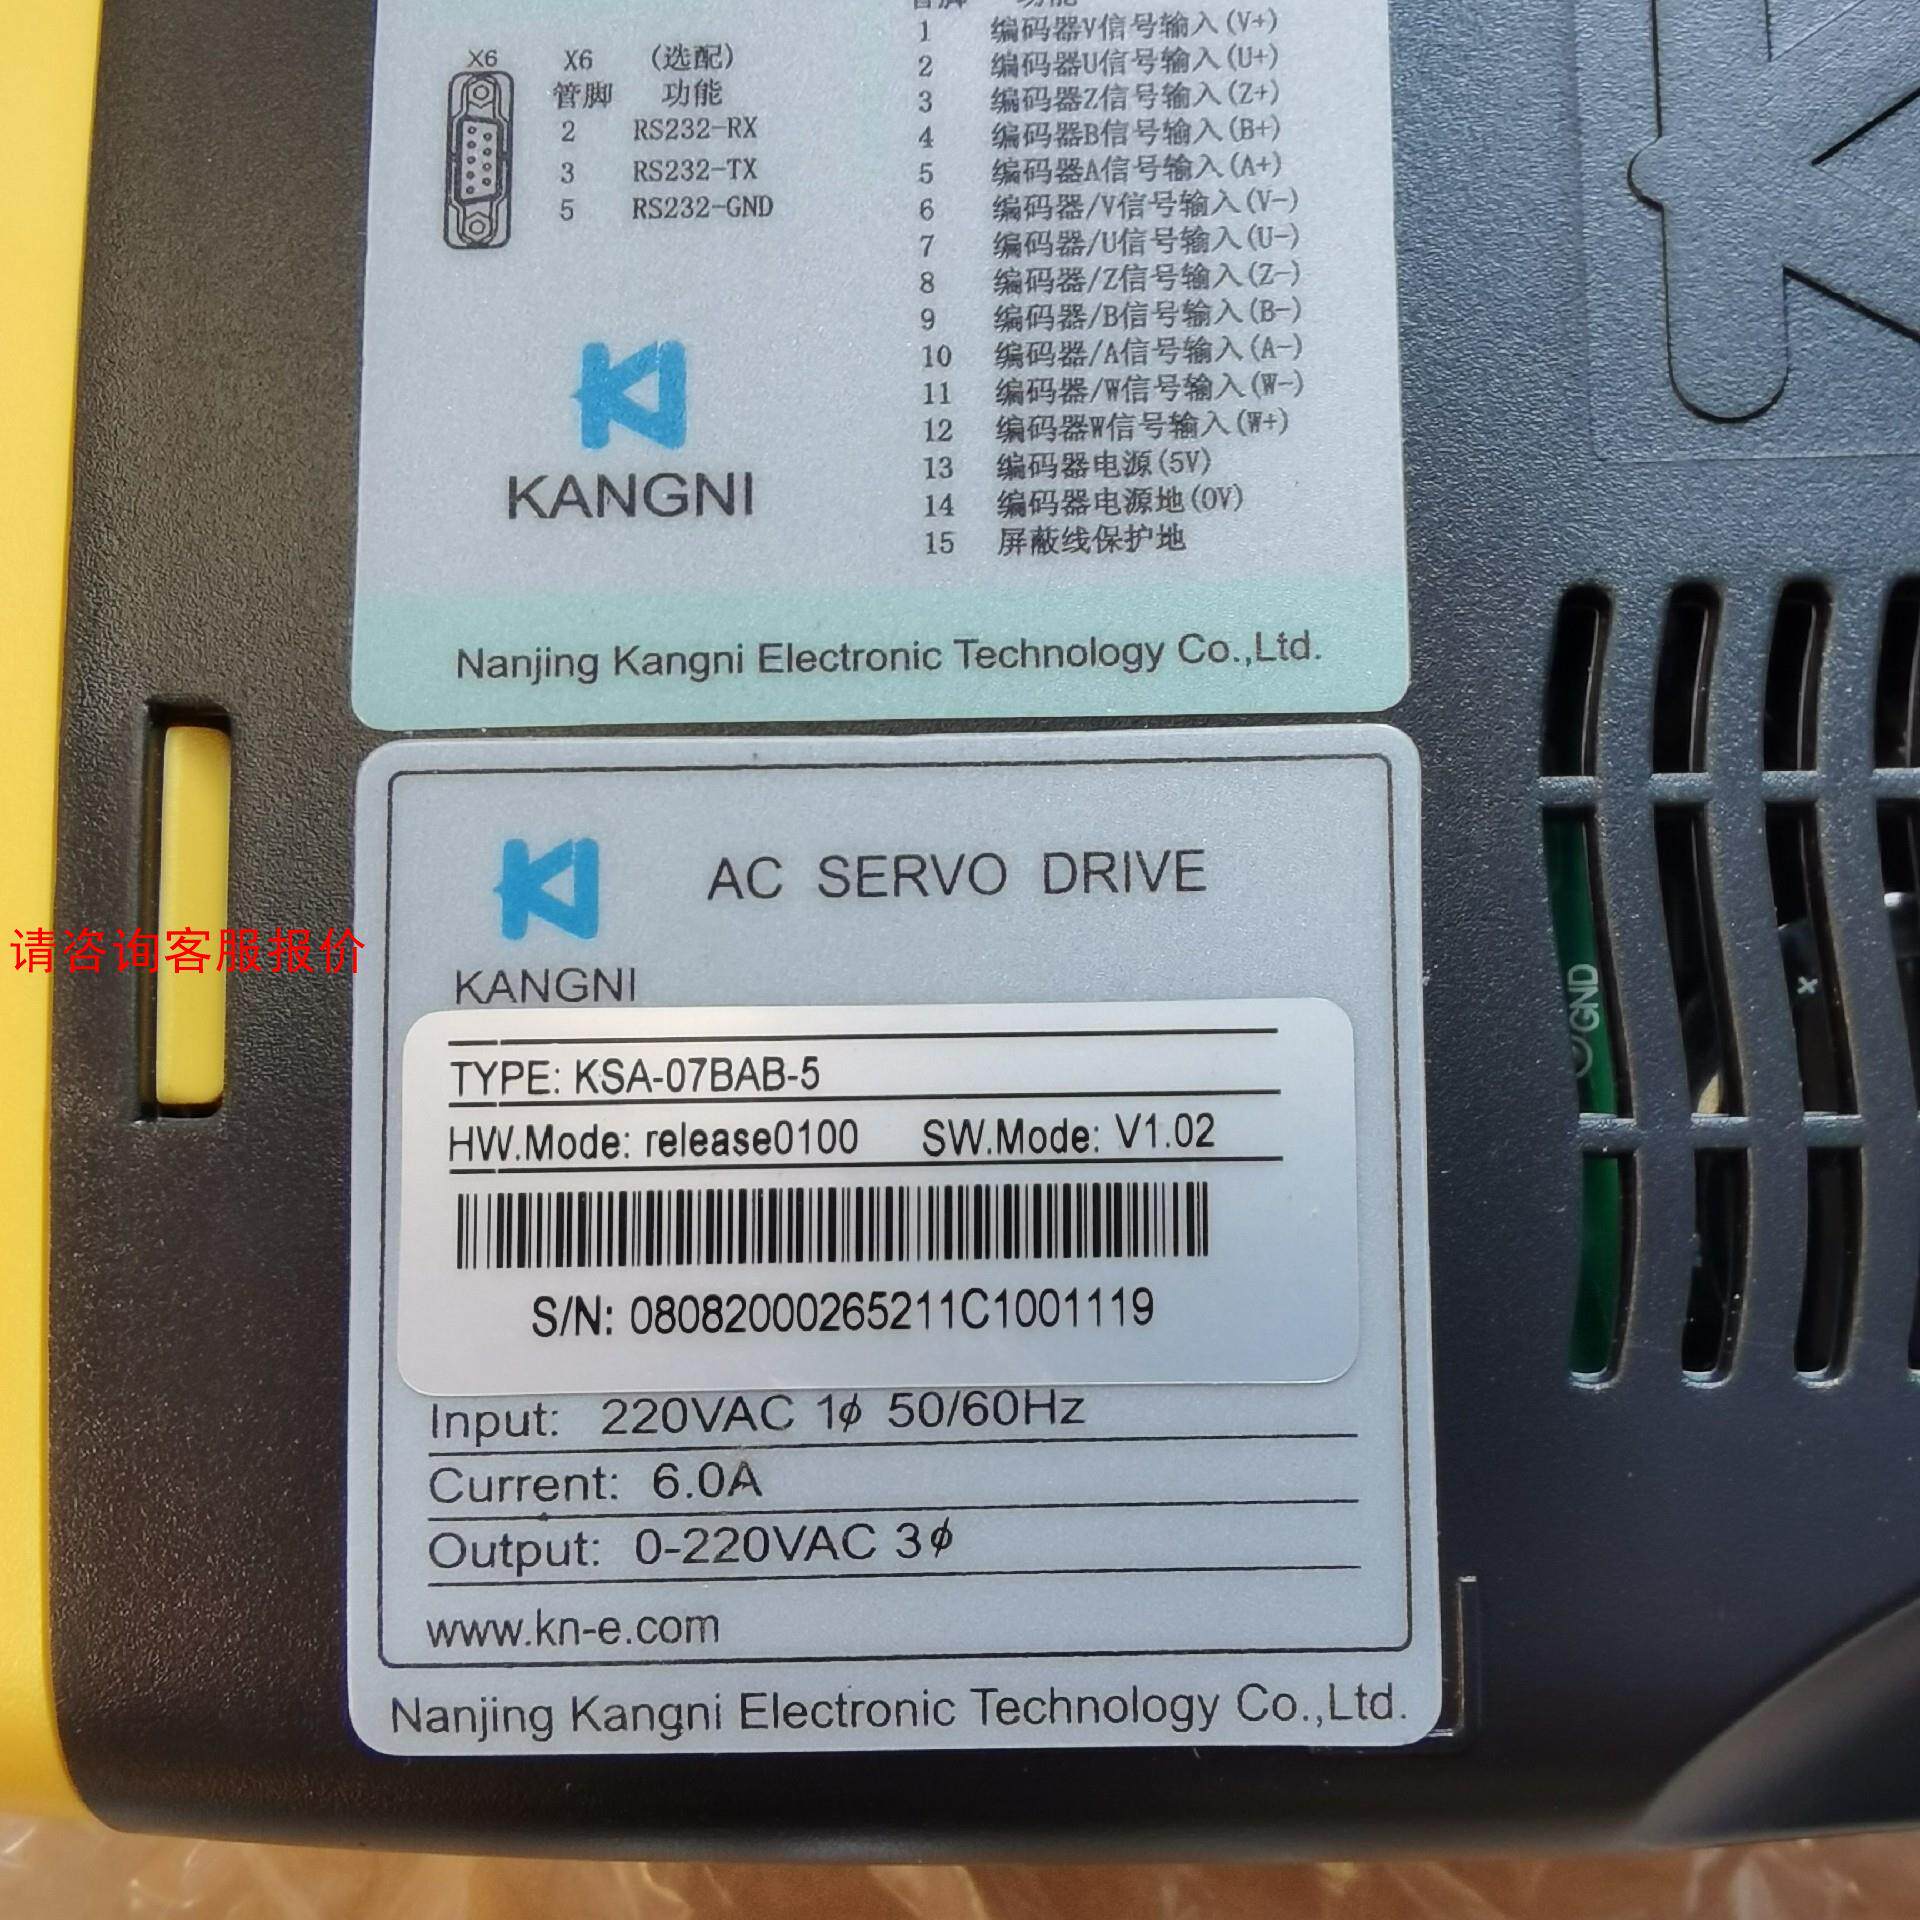 X6
X6 (选配)
管脚 功能
2 RS232-RX
3 RS232-TX
5 RS232-GND
管脚 功能
1 编码器V信号输入(V+)
2 编码器U信号输入(U+)
3 编码器Z信号输入(Z+)
4 编码器B信号输入(B+)
5 编码器A信号输入(A+)
6 编码器/V信号输入(V-)
7 编码器/U信号输入(U-)
8 编码器/Z信号输入(Z-)
9 编码器/B信号输入(B-)
10 编码器/A信号输入(A-)
11 编码器/W信号输入(W-)
12 编码器W信号输入(W+)
13 编码器电源(5V)
14 编码器电源地(0V)
15 屏蔽线保护地
KANGNI
Nanjing Kangni Electronic Technology Co.,Ltd.
AC SERVO DRIVE
KANGNI
请咨询客服报价
TYPE: KSA-07BAB-5
HW.Mode: release0100 SW.Mode: V1.02
S/N: 08082000265211C1001119
Input: 220VAC 1ϕ 50/60Hz
Current: 6.0A
Output: 0-220VAC 3ϕ
www.kn-e.com
Nanjing Kangni Electronic Technology Co.,Ltd.
GND